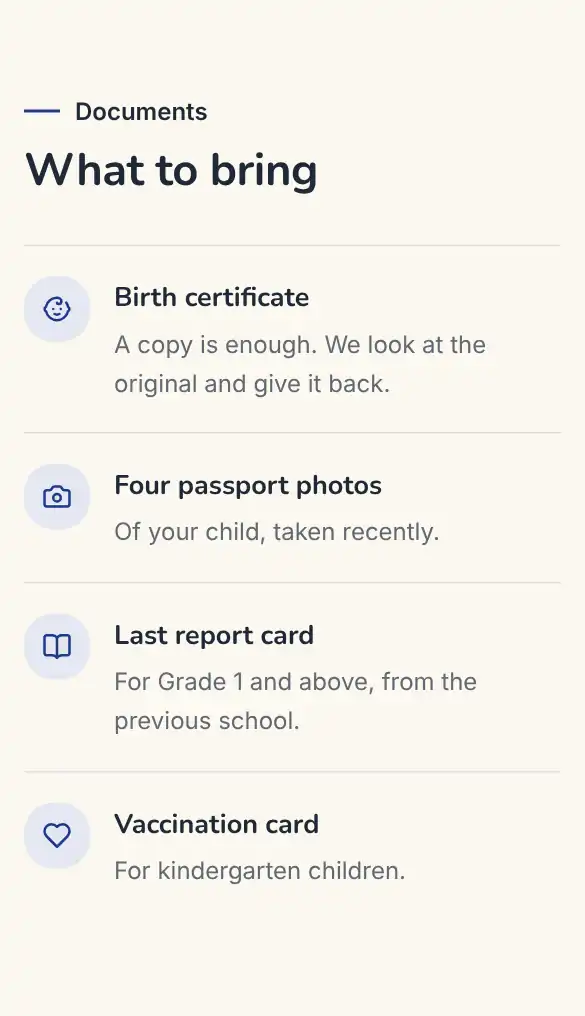 Documents
What to bring
Birth certificate
A copy is enough. We look at the
original and give it back.
Four passport photos
Of your child, taken recently.
Last report card
For Grade 1 and above, from the
previous school.
Vaccination card
For kindergarten children.